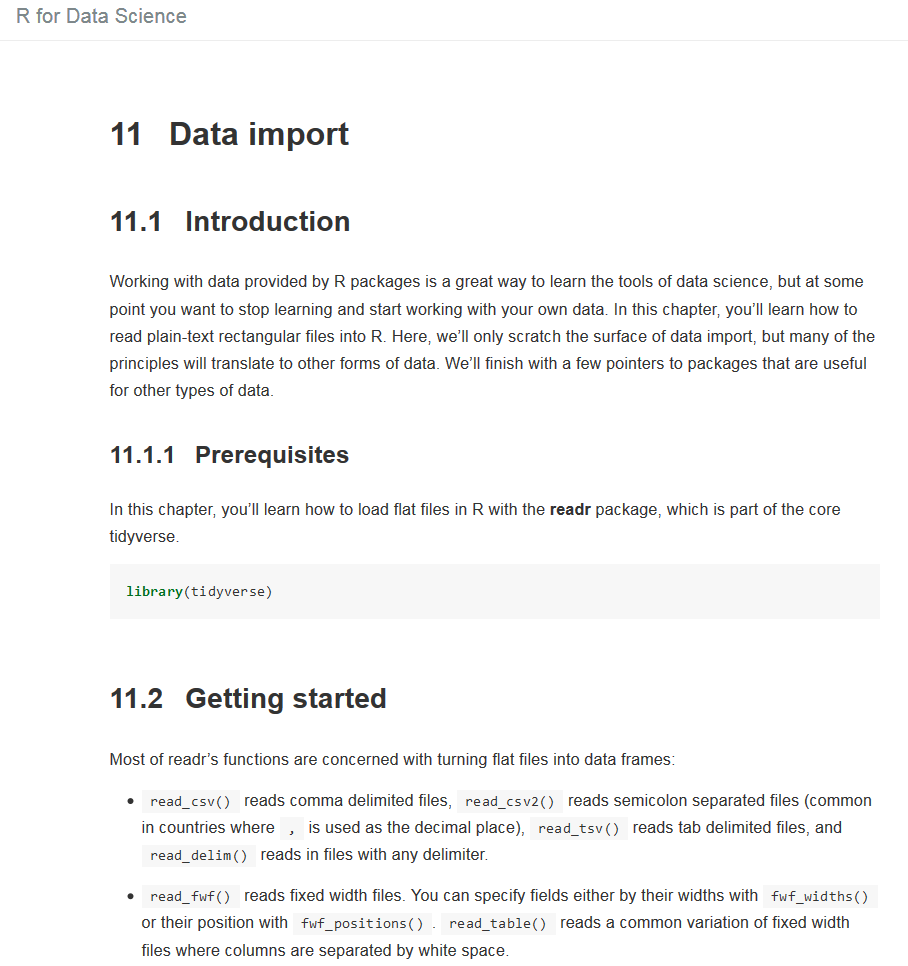 R for Data Science
11 Data import
11.1 Introduction
Working with data provided by R packages is a great way to learn the tools of data science, but at some
point you want to stop learning and start working with your own data. In this chapter, you’ll learn how to
read plain-text rectangular files into R. Here, we’ll only scratch the surface of data import, but many of the
principles will translate to other forms of data. We’ll finish with a few pointers to packages that are useful
for other types of data.
11.1.1 Prerequisites
In this chapter, you’ll learn how to load flat files in R with the readr package, which is part of the core
tidyverse.
library(tidyverse)
11.2 Getting started
Most of readr’s functions are concerned with turning flat files into data frames:
• read_csv() reads comma delimited files, read_csv2() reads semicolon separated files (common
in countries where , is used as the decimal place), read_tsv() reads tab delimited files, and
read_delim() reads in files with any delimiter.
• read_fwf() reads fixed width files. You can specify fields either by their widths with fwf_widths()
or their position with fwf_positions() . read_table() reads a common variation of fixed width
files where columns are separated by white space.